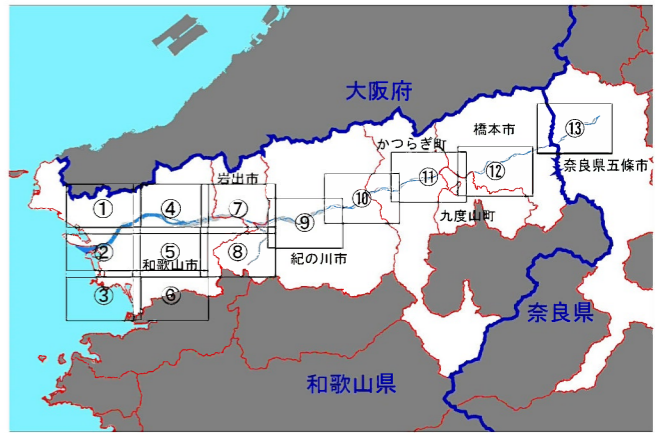 大阪府
橋本市
⑬
かつらぎ町
奈良県五條市
岩出市
⑪
⑫
①
④
⑦
⑩
⑨
九度山町
②
⑤
⑧
紀の川市
和歌山市
③
⑥
奈良県
和歌山県